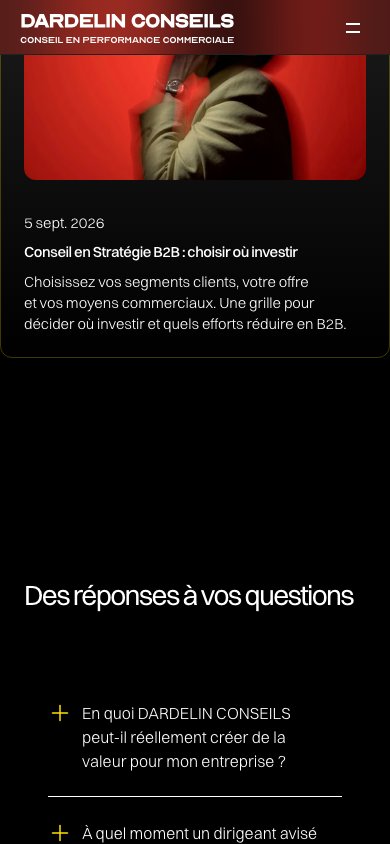 DARDELIN CONSEILS
CONSEIL EN PERFORMANCE COMMERCIALE
5 sept. 2026
Conseil en Stratégie B2B : choisir où investir
Choisissez vos segments clients, votre offre
et vos moyens commerciaux. Une grille pour
décider où investir et quels efforts réduire en B2B.
Des réponses à vos questions
En quoi DARDELIN CONSEILS
peut-il réellement créer de la
valeur pour mon entreprise ?
À quel moment un dirigeant avisé